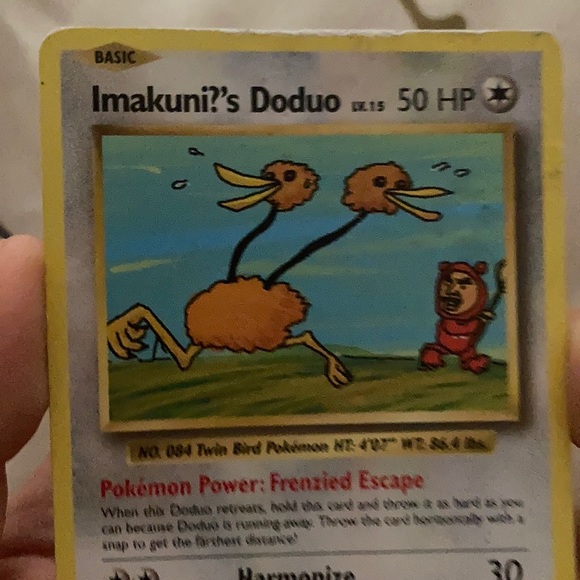 BASIC
Imakuni?'s Doduo LV.15 50 HP
NO. 084 Twin Bird Pokémon HT: 4'07" WT: 86.4 lbs.
Pokémon Power: Frenzied Escape
When this Doduo retreats, hold this card and throw it as hard as you
can because Doduo is running away. Throw the card horizontally with a
snap to get the farthest distance!
Harmonize 30